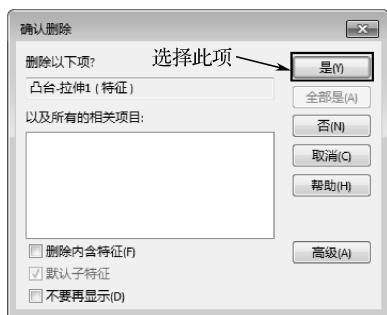 确认删除
删除以下项?
选择此项
是(Y)
凸台-拉伸1 ( 特征 )
全部是(A)
以及所有的相关项目:
否(N)
取消(C)
帮助(H)
删除内含特征(F)
高级(A)
默认子特征
不要再显示(D)